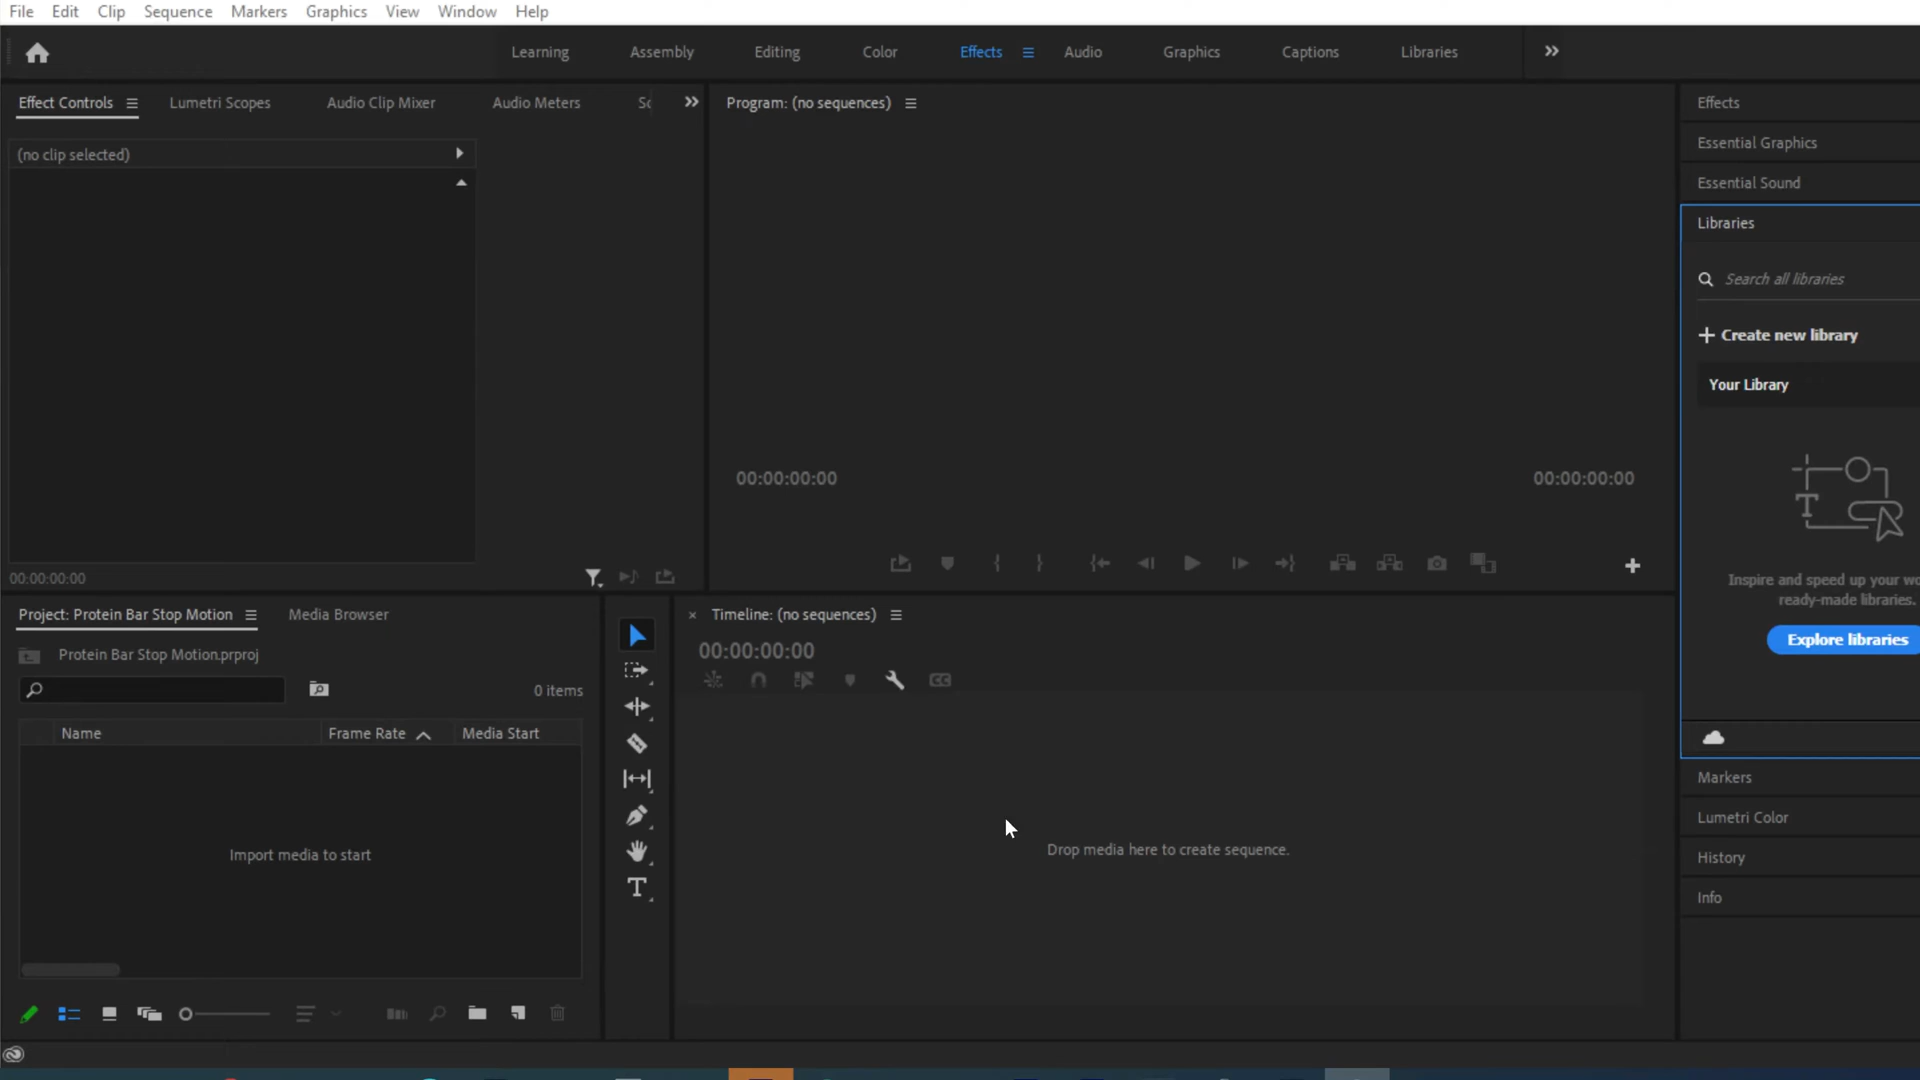 File Edit Clip Sequence Markers Graphics View Window Help
Learning Assembly Editing Color Effects Audio Graphics Captions Libraries
Effect Controls Lumetri Scopes Audio Clip Mixer Audio Meters
(no clip selected)
00:00:00:00
Program: (no sequences)
00:00:00:00 00:00:00:00
Effects
Essential Graphics
Essential Sound
Libraries
Search all libraries
Create new library
Your Library
Inspire and speed up your
ready-made libraries.
Explore libraries
Markers
Lumetri Color
History
Info
Project: Protein Bar Stop Motion Media Browser
Protein Bar Stop Motion.prproj
0 items
Name Frame Rate Media Start
Import media to start
Timeline: (no sequences)
00:00:00:00
Drop media here to create sequence.